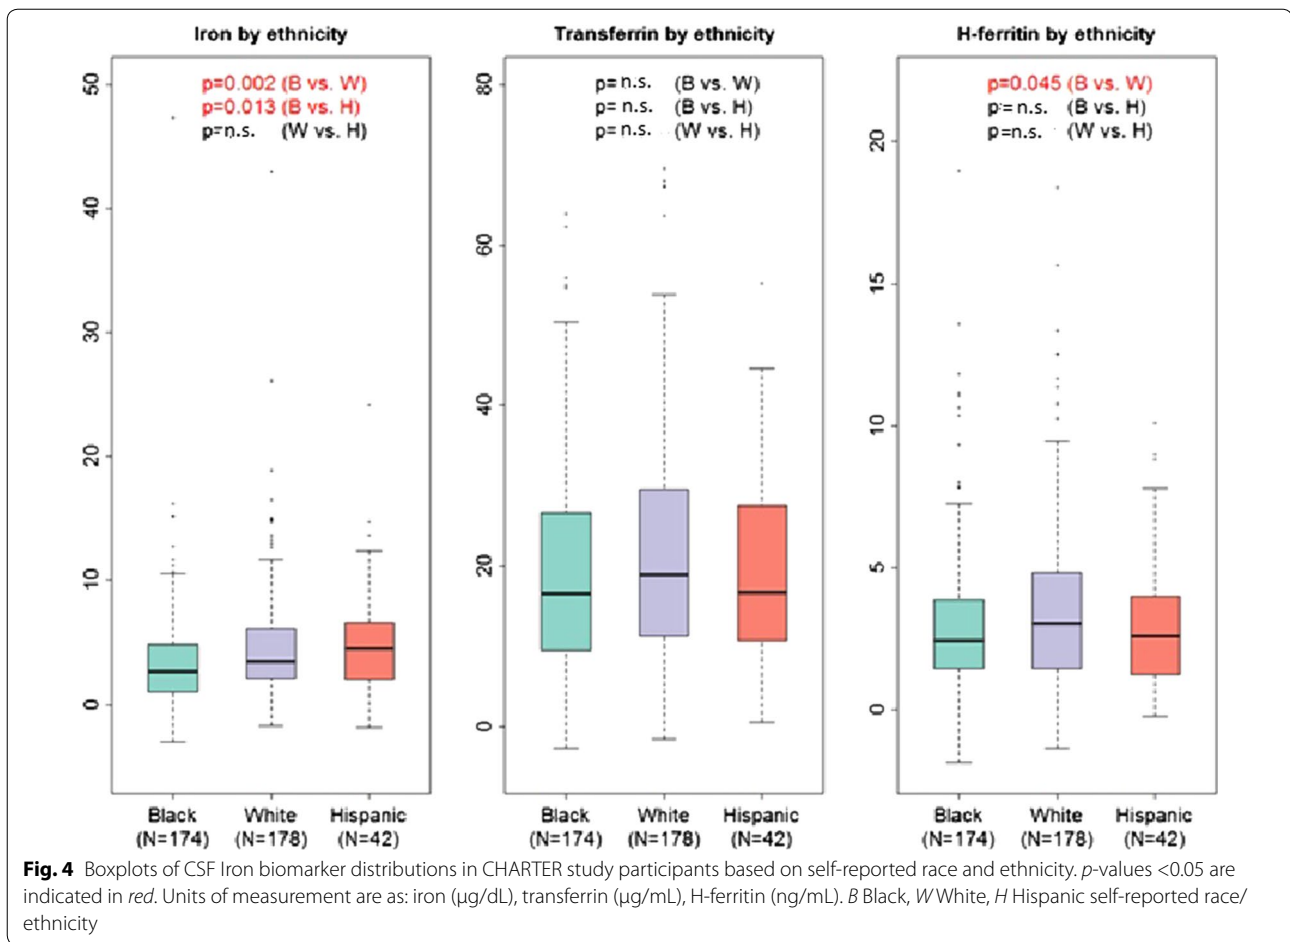 Iron by ethnicity
p=0.002 (B vs. W)
p=0.013 (B vs. H)
p=n.s. (W vs. H)
50
40
30
20
10
0
Black
(N=174)
White
(N=178)
Hispanic
(N=42)
Transferrin by ethnicity
p= n.s. (B vs. W)
p= n.s. (B vs. H)
p= n.s. (W vs. H)
80
60
40
20
0
Black
(N=174)
White
(N=178)
Hispanic
(N=42)
H-ferritin by ethnicity
p=0.045 (B vs. W)
p= n.s. (B vs. H)
p=n.s. (W vs. H)
20
15
10
5
0
Black
(N=174)
White
(N=178)
Hispanic
(N=42)
Fig. 4 Boxplots of CSF Iron biomarker distributions in CHARTER study participants based on self-reported race and ethnicity. p-values <0.05 are
indicated in red. Units of measurement are as: iron (μg/dL), transferrin (μg/mL), H-ferritin (ng/mL). B Black, W White, H Hispanic self-reported race/
ethnicity